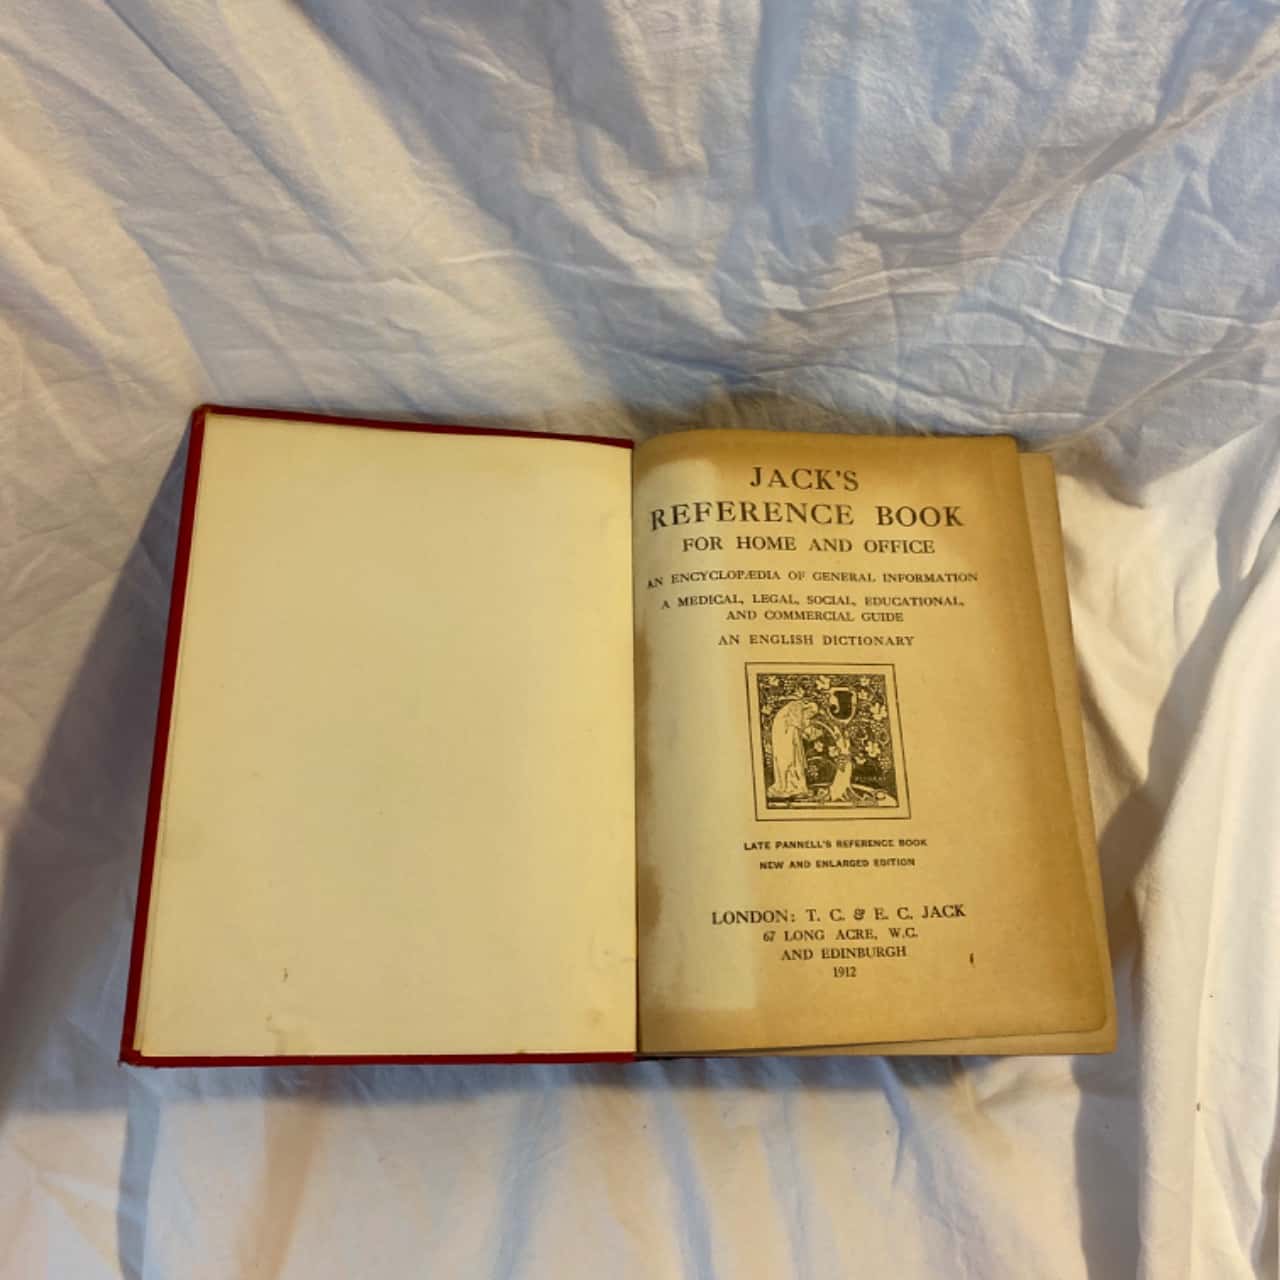 JACK'S
REFERENCE BOOK
FOR HOME AND OFFICE
AN ENCYCLOPÆDIA OF GENERAL INFORMATION
A MEDICAL, LEGAL, SOCIAL, EDUCATIONAL,
AND COMMERCIAL GUIDE
AN ENGLISH DICTIONARY
J
LATE PANNELL'S REFERENCE BOOK
NEW AND ENLARGED EDITION
LONDON: T. C. & E. C. JACK
67 LONG ACRE, W.C.
AND EDINBURGH
1912